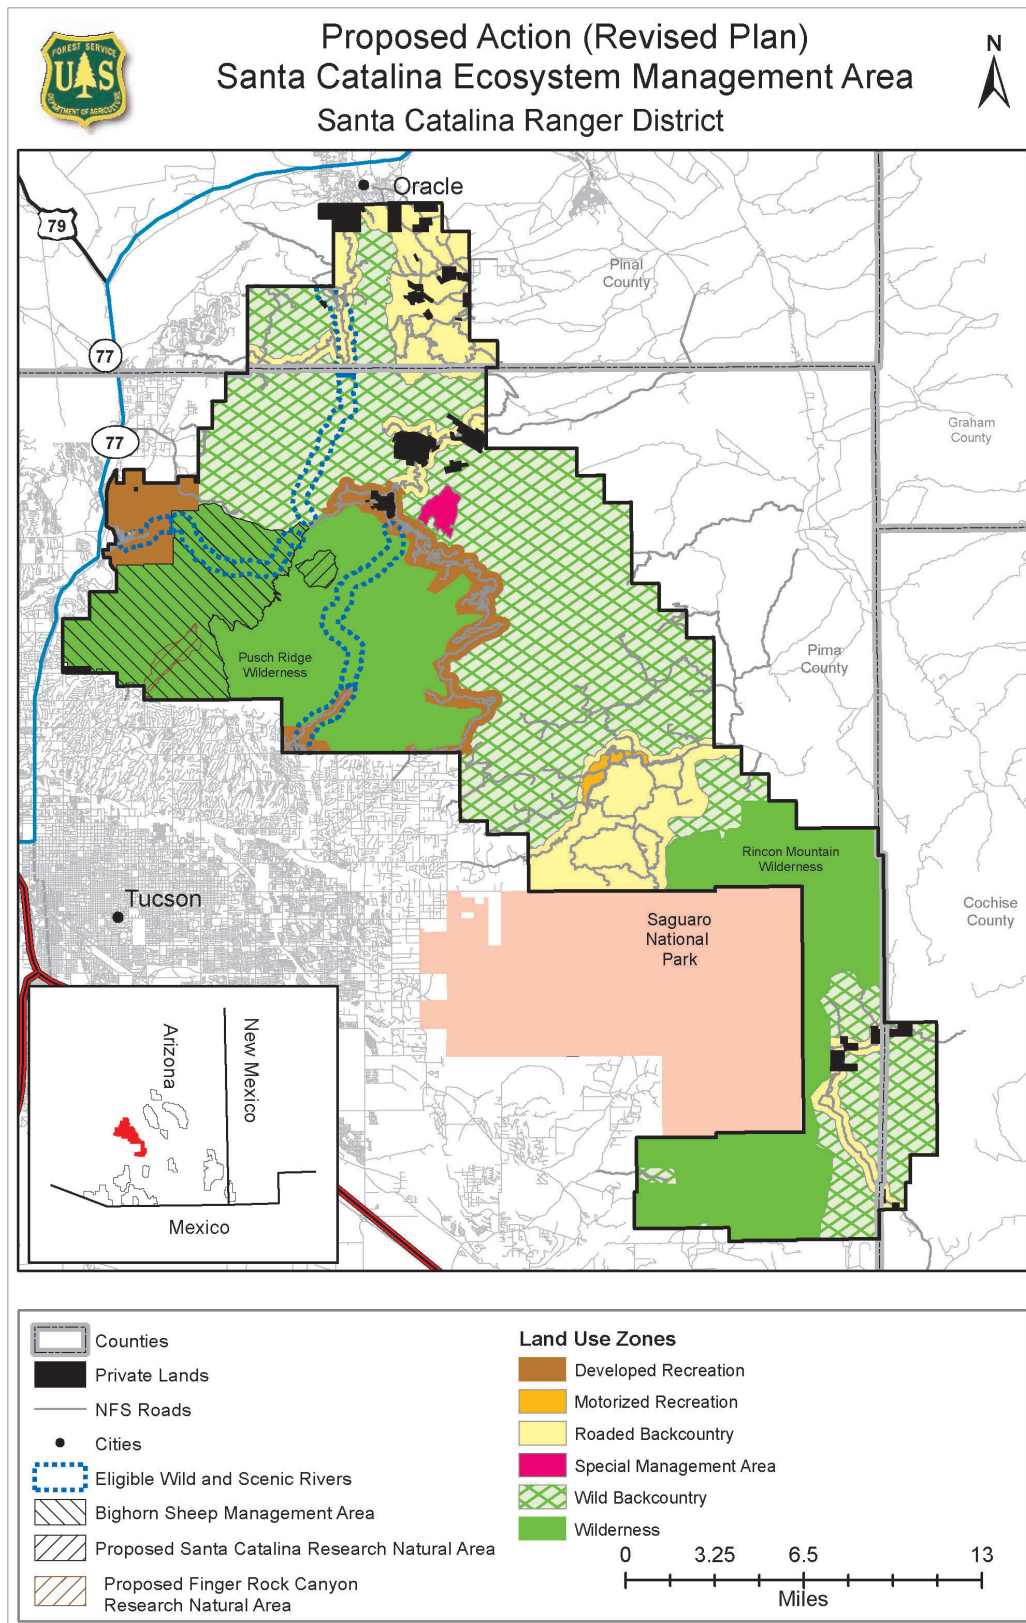 FOREST SERVICE
U S
DEPARTMENT OF AGRICULTURE
Proposed Action (Revised Plan)
Santa Catalina Ecosystem Management Area
Santa Catalina Ranger District
N
Oracle
79
Pinal
County
77
77
Graham
County
Pusch Ridge
Wilderness
Pima
County
Rincon Mountain
Wilderness
Tucson
Saguaro
National
Park
Cochise
County
Arizona
New Mexico
Mexico
Counties
Private Lands
NFS Roads
Cities
Eligible Wild and Scenic Rivers
Bighorn Sheep Management Area
Proposed Santa Catalina Research Natural Area
Proposed Finger Rock Canyon
Research Natural Area
Land Use Zones
Developed Recreation
Motorized Recreation
Roaded Backcountry
Special Management Area
Wild Backcountry
Wilderness
0 3.25 6.5 13
Miles